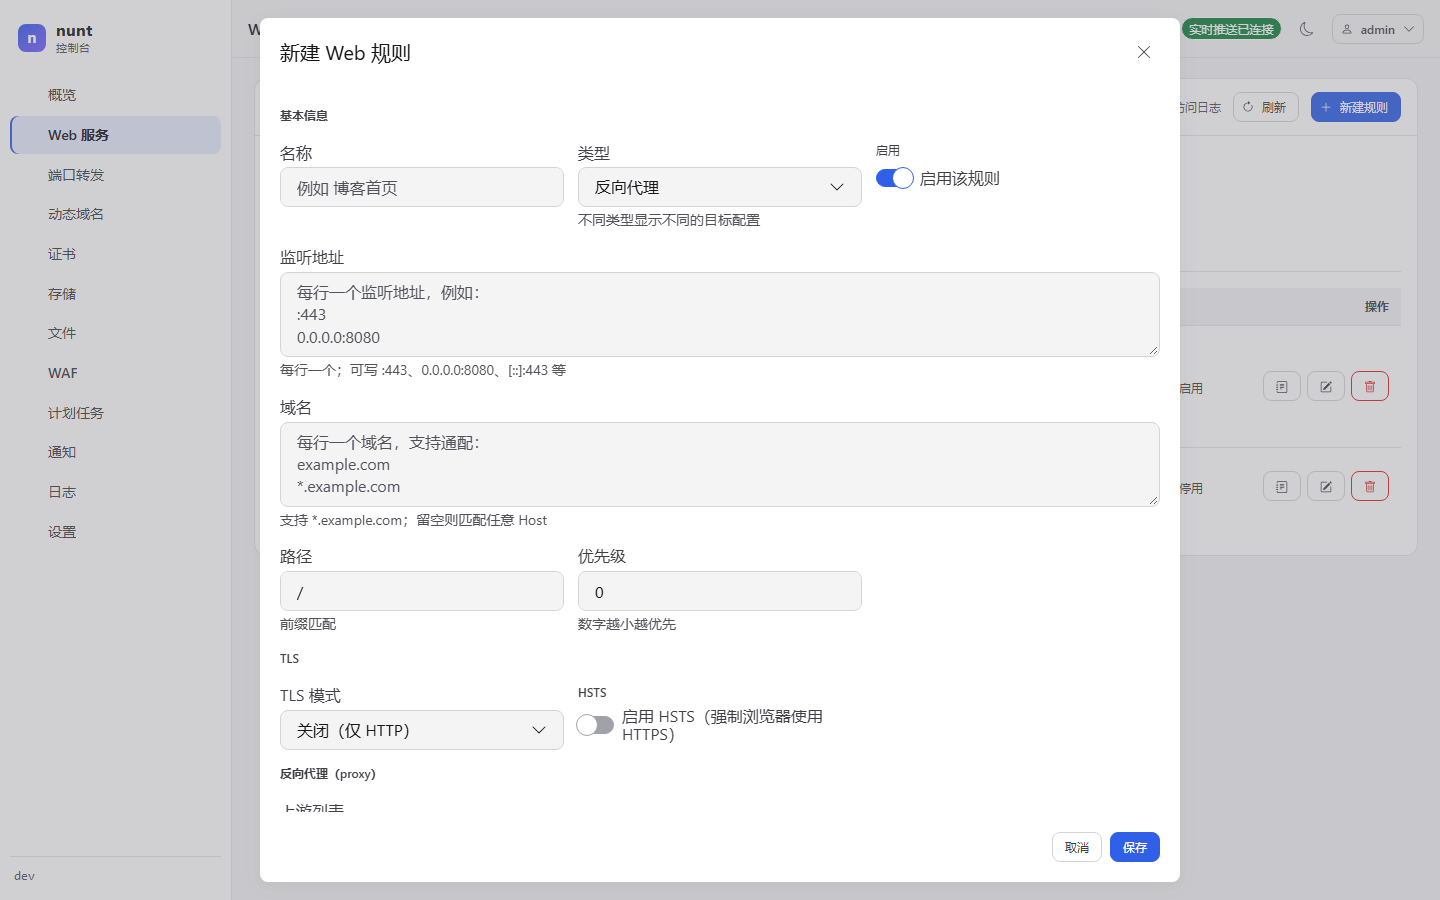 n
nunt
控制台
概览
Web 服务
端口转发
动态域名
证书
存储
文件
WAF
计划任务
通知
日志
设置
dev
实时推送已连接
admin
访问日志
刷新
新建规则
操作
启用
停用
新建 Web 规则
基本信息
名称
例如 博客首页
类型
反向代理
不同类型显示不同的目标配置
启用
启用该规则
监听地址
每行一个监听地址，例如：
:443
0.0.0.0:8080
每行一个；可写 :443、0.0.0.0:8080、[::]:443 等
域名
每行一个域名，支持通配：
example.com
*.example.com
支持 *.example.com；留空则匹配任意 Host
路径
/
前缀匹配
优先级
0
数字越小越优先
TLS
TLS 模式
关闭（仅 HTTP）
HSTS
启用 HSTS（强制浏览器使用
HTTPS）
反向代理（proxy）
上游列表
取消
保存